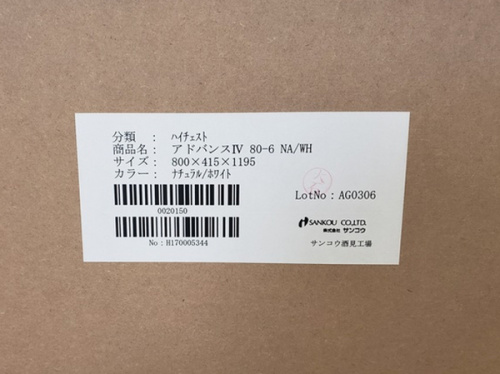 分類 : ﾊｲﾁｪｽﾄ
商品名: アドバンスⅣ 80-6 NA/WH
サイズ: 800×415×1195
カラー: ﾅﾁｭﾗﾙ/ﾎﾜｲﾄ
0020150
No:H170005344
LotNo:AG0306
SANKOU CO.,LTD.
株式会社 サンコウ
サンコウ酒見工場